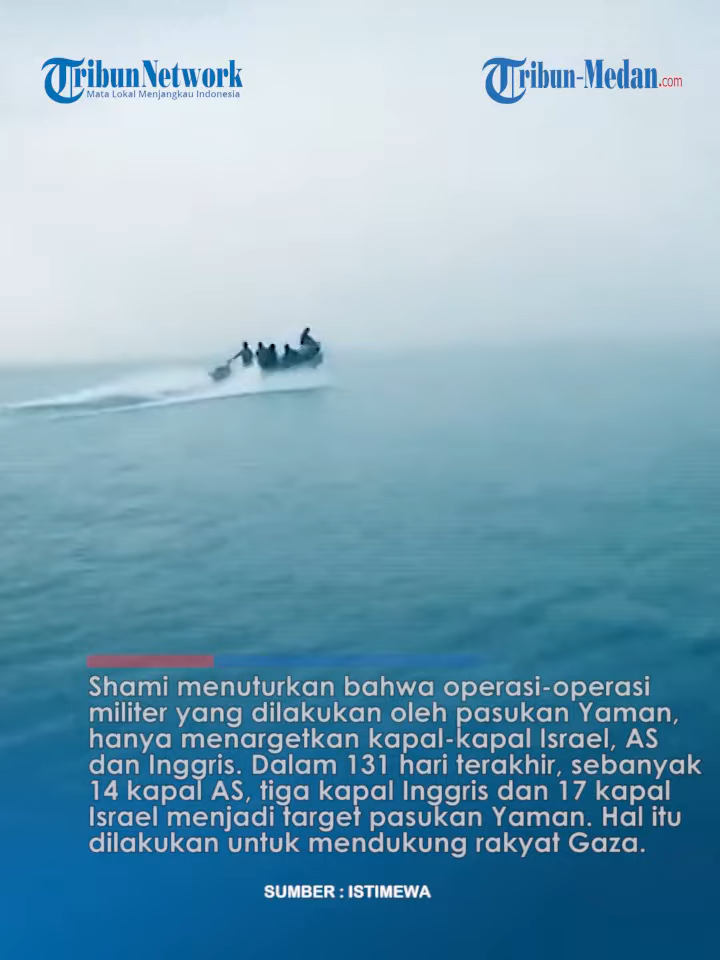 TribunNetwork
Mata Lokal Menjangkau Indonesia
Tribun-Medan.com
Shami menuturkan bahwa operasi-operasi
militer yang dilakukan oleh pasukan Yaman,
hanya menargetkan kapal-kapal Israel, AS
dan Inggris. Dalam 131 hari terakhir, sebanyak
14 kapal AS, tiga kapal Inggris dan 17 kapal
Israel menjadi target pasukan Yaman. Hal itu
dilakukan untuk mendukung rakyat Gaza.
SUMBER : ISTIMEWA